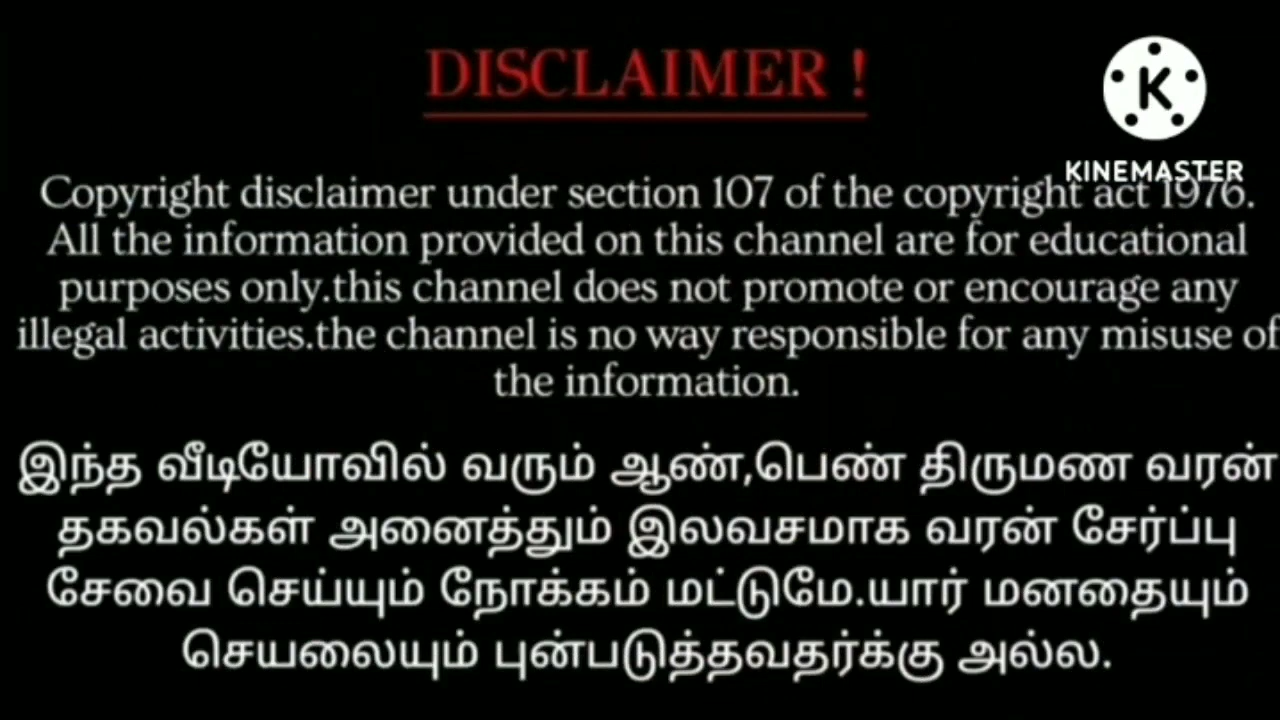 DISCLAIMER !
KINEMASTER
Copyright disclaimer under section 107 of the copyright act 1976.
All the information provided on this channel are for educational
purposes only.this channel does not promote or encourage any
illegal activities.the channel is no way responsible for any misuse of
the information.
இந்த வீடியோவில் வரும் ஆண்,பெண் திருமண வரன்
தகவல்கள் அனைத்தும் இலவசமாக வரன் சேர்ப்பு
சேவை செய்யும் நோக்கம் மட்டுமே.யார் மனதையும்
செயலையும் புன்படுத்தவதர்க்கு அல்ல.